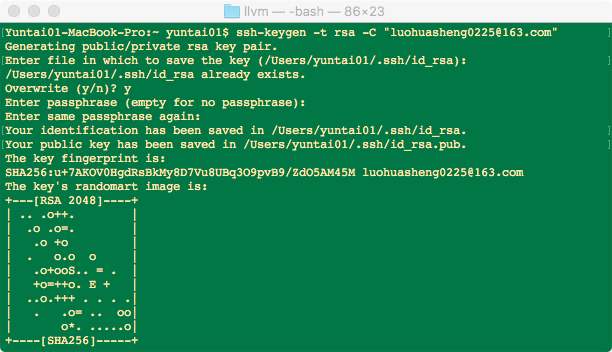 llvm — -bash — 86×23
Yuntai01-MacBook-Pro:~ yuntai01$ ssh-keygen -t rsa -C "luohuasheng0225@163.com"
Generating public/private rsa key pair.
Enter file in which to save the key (/Users/yuntai01/.ssh/id_rsa):
/Users/yuntai01/.ssh/id_rsa already exists.
Overwrite (y/n)? y
Enter passphrase (empty for no passphrase):
Enter same passphrase again:
Your identification has been saved in /Users/yuntai01/.ssh/id_rsa.
Your public key has been saved in /Users/yuntai01/.ssh/id_rsa.pub.
The key fingerprint is:
SHA256:u+7AKOV0HgdRsBkMy8D7Vu8UBq3O9pvB9/ZdO5AM45M luohuasheng0225@163.com
The key's randomart image is:
+---[RSA 2048]----+
| .. .o++.        |
|  .o .o=.        |
|   .o +o         |
|  .   o.o  o     |
|   .o+ooS.. = .  |
|   +o=++o. E +   |
|  ..o.+++ . . . .|
|   .   .o= ..  oo|
|       o*. .....o|
+----[SHA256]-----+